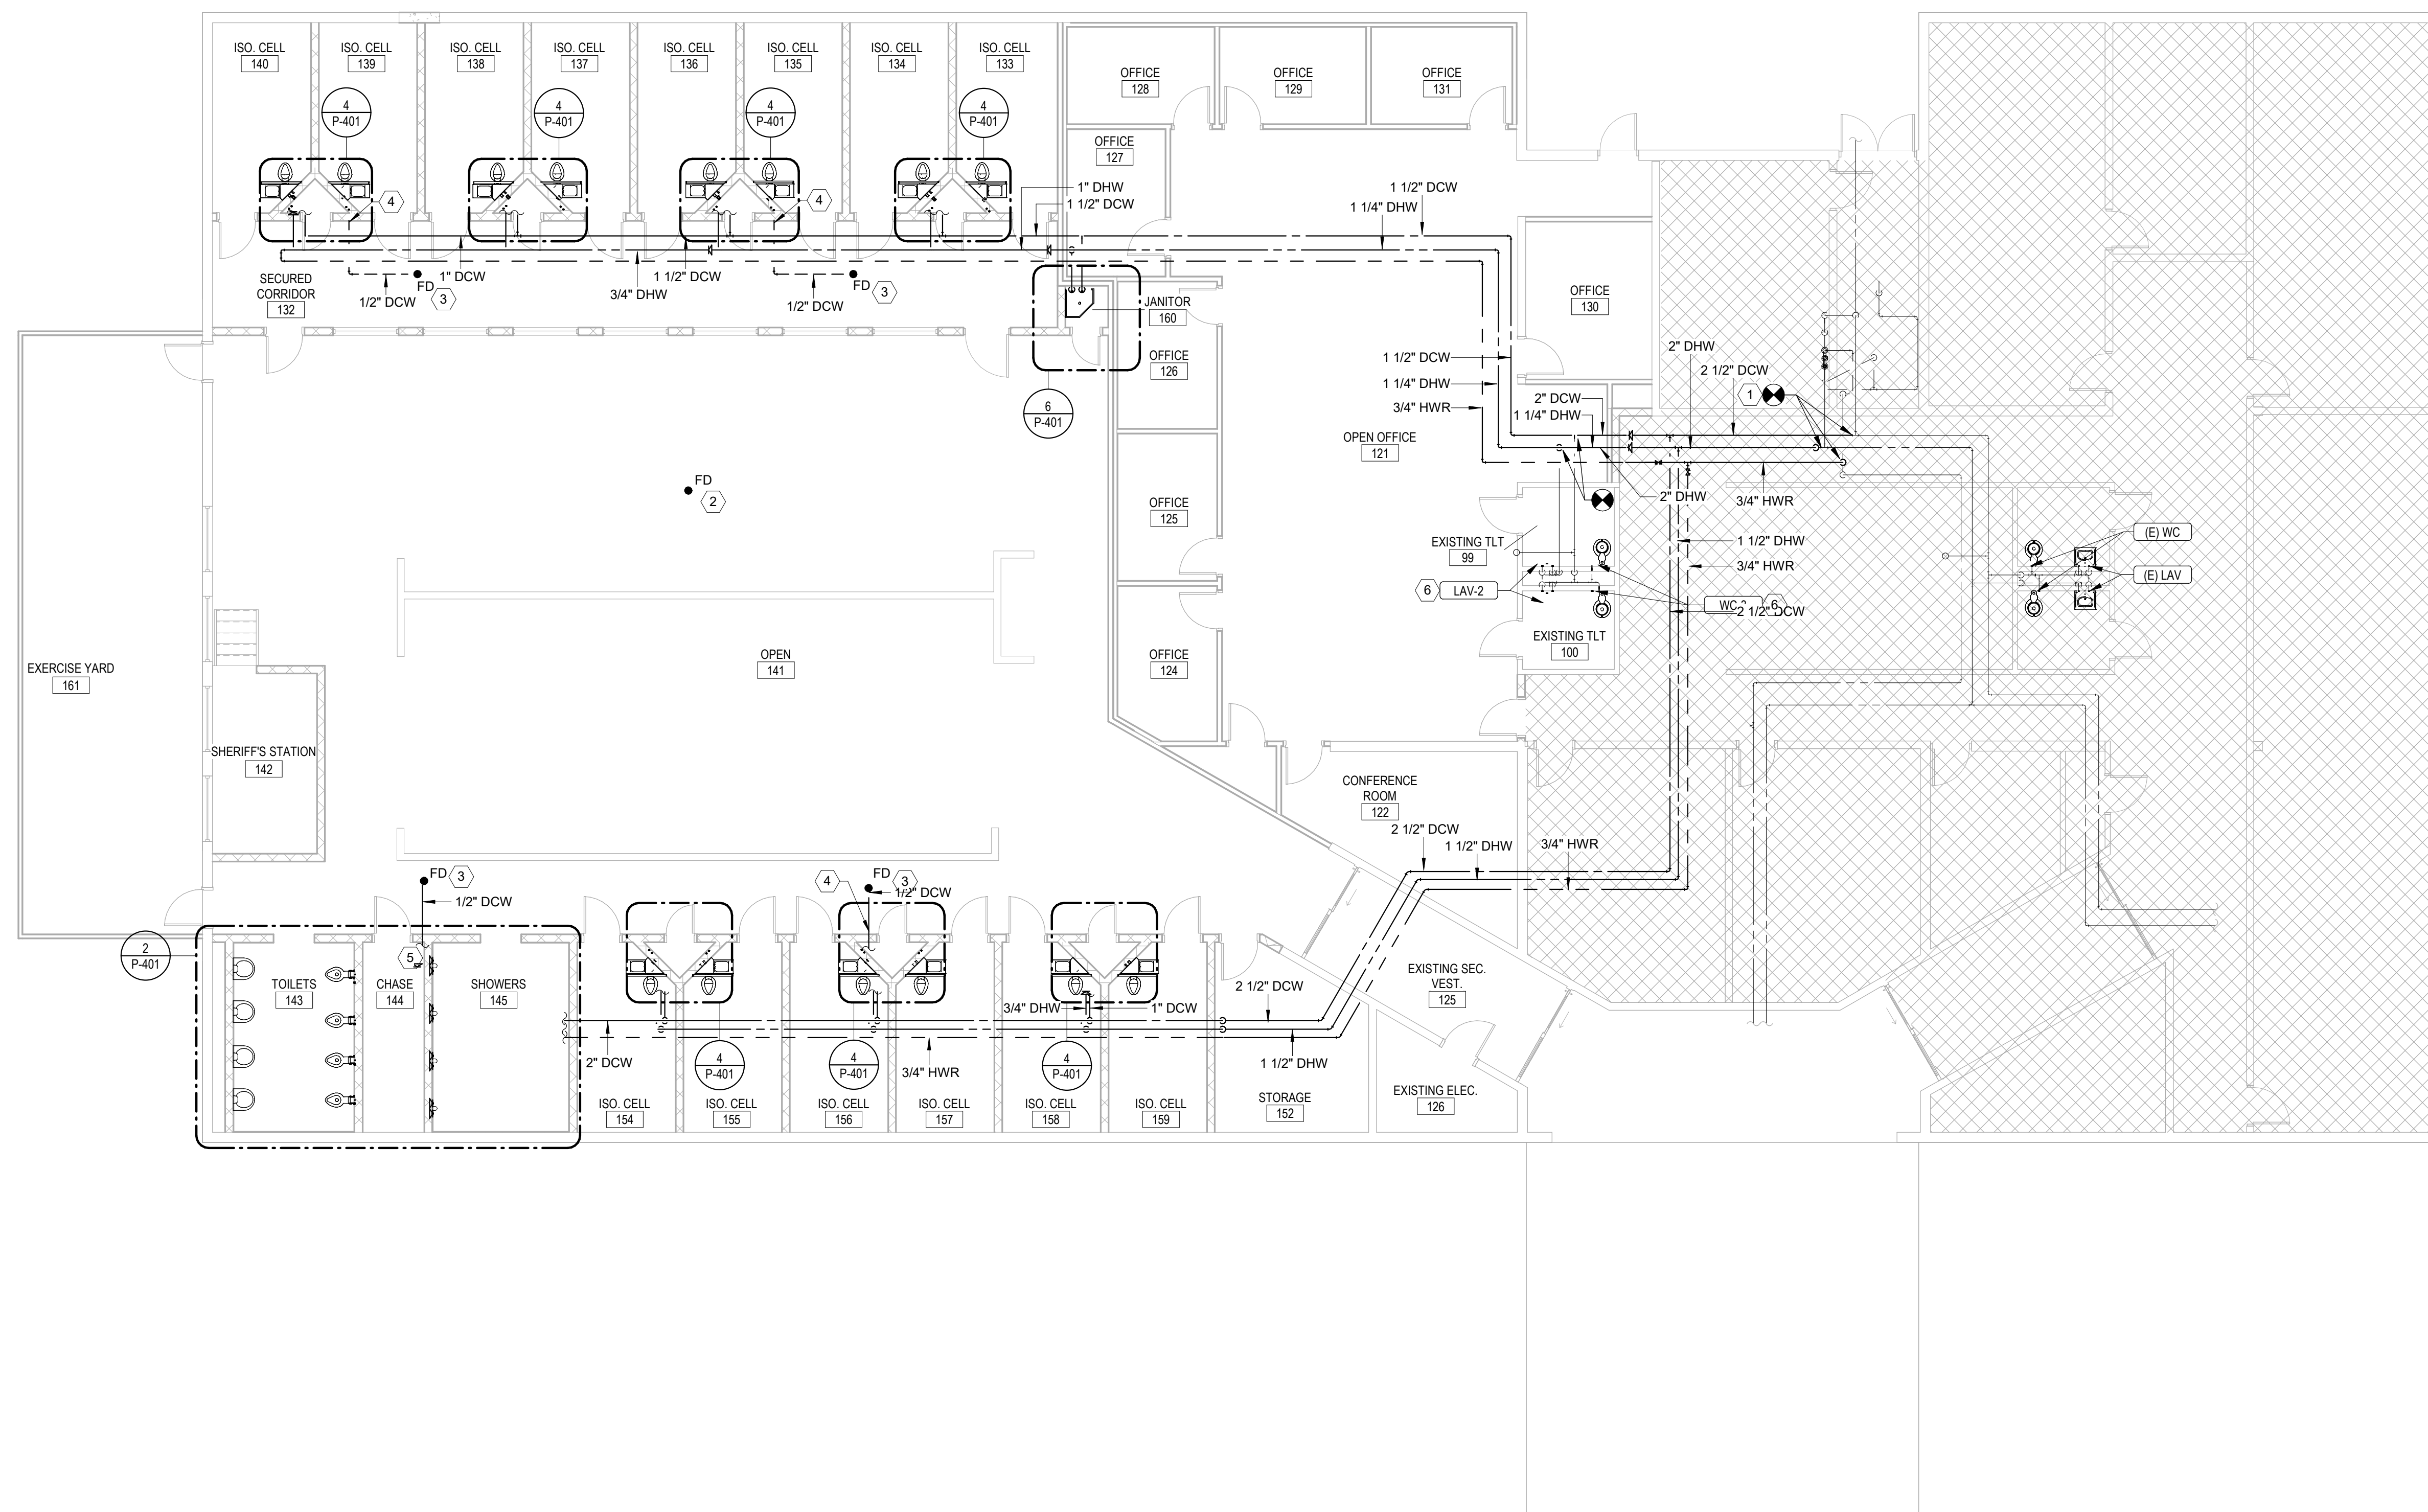 ISO. CELL
140
ISO. CELL
139
ISO. CELL
138
ISO. CELL
137
ISO. CELL
136
ISO. CELL
135
ISO. CELL
134
ISO. CELL
133
OFFICE
128
OFFICE
129
OFFICE
131
4
P-401
4
P-401
4
P-401
4
P-401
OFFICE
127
4
4
1" DHW
1 1/2" DCW
1 1/2" DCW
1 1/4" DHW
SECURED
CORRIDOR
132
1/2" DCW
FD
3
1" DCW
3/4" DHW
1 1/2" DCW
1/2" DCW
FD
3
JANITOR
160
OFFICE
130
OFFICE
126
6
P-401
1 1/2" DCW
1 1/4" DHW
3/4" HWR
2" DHW
2 1/2" DCW
1
2" DCW
1 1/4" DHW
OPEN OFFICE
121
FD
2
2" DHW
3/4" HWR
OFFICE
125
EXISTING TLT
99
1 1/2" DHW
3/4" HWR
(E) WC
(E) LAV
6
LAV-2
WC-2
6
2 1/2" DCW
EXISTING TLT
100
OFFICE
124
OPEN
141
EXERCISE YARD
161
SHERIFF'S STATION
142
CONFERENCE
ROOM
122
2 1/2" DCW
1 1/2" DHW
3/4" HWR
FD
3
1/2" DCW
4
FD
3
1/2" DCW
2
P-401
5
TOILETS
143
CHASE
144
SHOWERS
145
EXISTING SEC.
VEST.
125
2 1/2" DCW
3/4" DHW
1" DCW
2" DCW
4
P-401
4
P-401
3/4" HWR
4
P-401
1 1/2" DHW
ISO. CELL
154
ISO. CELL
155
ISO. CELL
156
ISO. CELL
157
ISO. CELL
158
ISO. CELL
159
STORAGE
152
EXISTING ELEC.
126